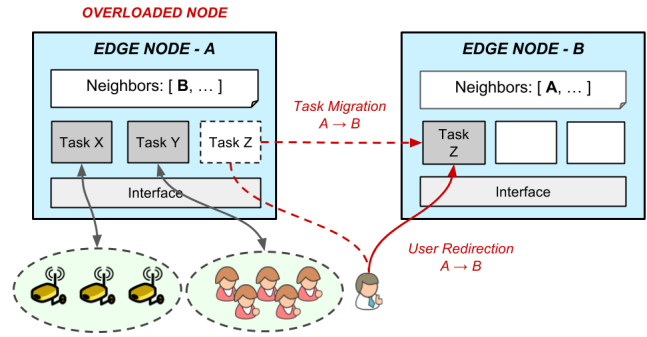 OVERLOADED NODE
EDGE NODE - A
Neighbors: [ B, … ]
Task X
Task Y
Task Z
Interface
Task Migration
A → B
EDGE NODE - B
Neighbors: [ A, … ]
Task
Z
Interface
User Redirection
A → B